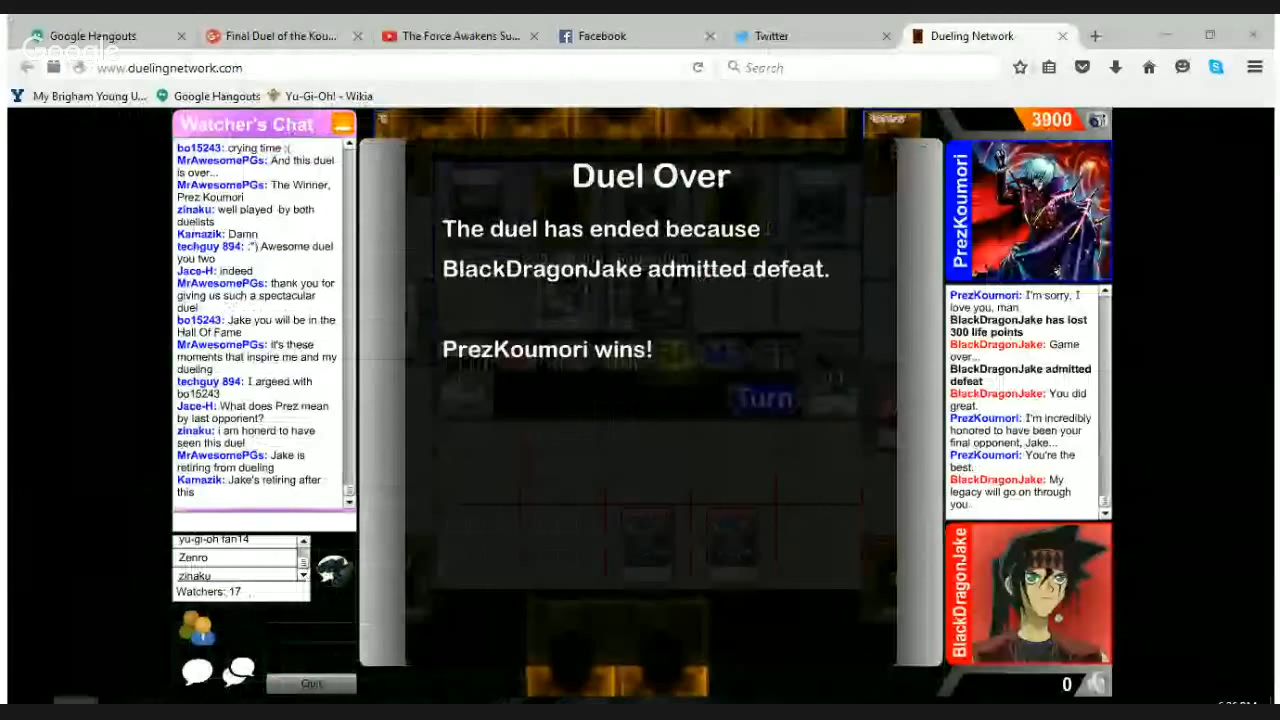 Google Hangouts
Final Duel of the Kou...
The Force Awakens Su...
Facebook
Twitter
Dueling Network
Google
www.duelingnetwork.com
Search
My Brigham Young U...
Google Hangouts
Yu-Gi-Oh! - Wikia
Watcher's Chat
bo15243: crying time :(
MrAwesomePGs: And this duel
is over...
MrAwesomePGs: The Winner,
Prez Koumori
zinaku: well played by both
duelists
Kamazik: Damn
techguy 894: :") Awesome duel
you two
Jace-H: indeed
MrAwesomePGs: thank you for
giving us such a spectacular
duel
bo15243: Jake you will be in the
Hall Of Fame
MrAwesomePGs: it's these
moments that inspire me and my
dueling
techguy 894: I argeed with
bo15243
Jace-H: What does Prez mean
by last opponent?
zinaku: i am honerd to have
seen this duel
MrAwesomePGs: Jake is
retiring from dueling
Kamazik: Jake's retiring after
this
yu-gi-oh fan14
Zenro
zinaku
Watchers: 17
Quit
Duel Over
The duel has ended because
BlackDragonJake admitted defeat.
PrezKoumori wins!
Turn
3900
PrezKoumori
PrezKoumori: I'm sorry, I
love you, man
BlackDragonJake has lost
300 life points
BlackDragonJake: Game
over...
BlackDragonJake admitted
defeat
BlackDragonJake: You did
great.
PrezKoumori: I'm incredibly
honored to have been your
final opponent, Jake...
PrezKoumori: You're the
best.
BlackDragonJake: My
legacy will go on through
you
BlackDragonJake
0